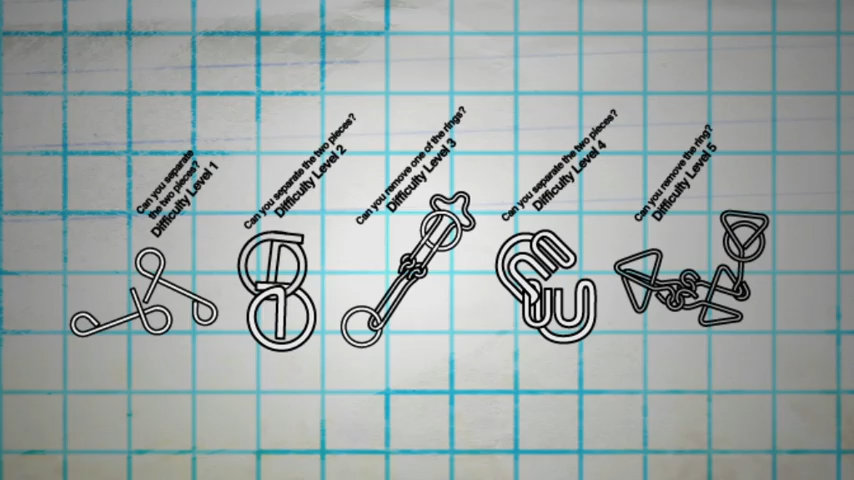 Can you separate
the two pieces?
Difficulty Level 1
Can you separate the two pieces?
Difficulty Level 2
Can you remove one of the rings?
Difficulty Level 3
Can you separate the two pieces?
Difficulty Level 4
Can you remove the ring?
Difficulty Level 5